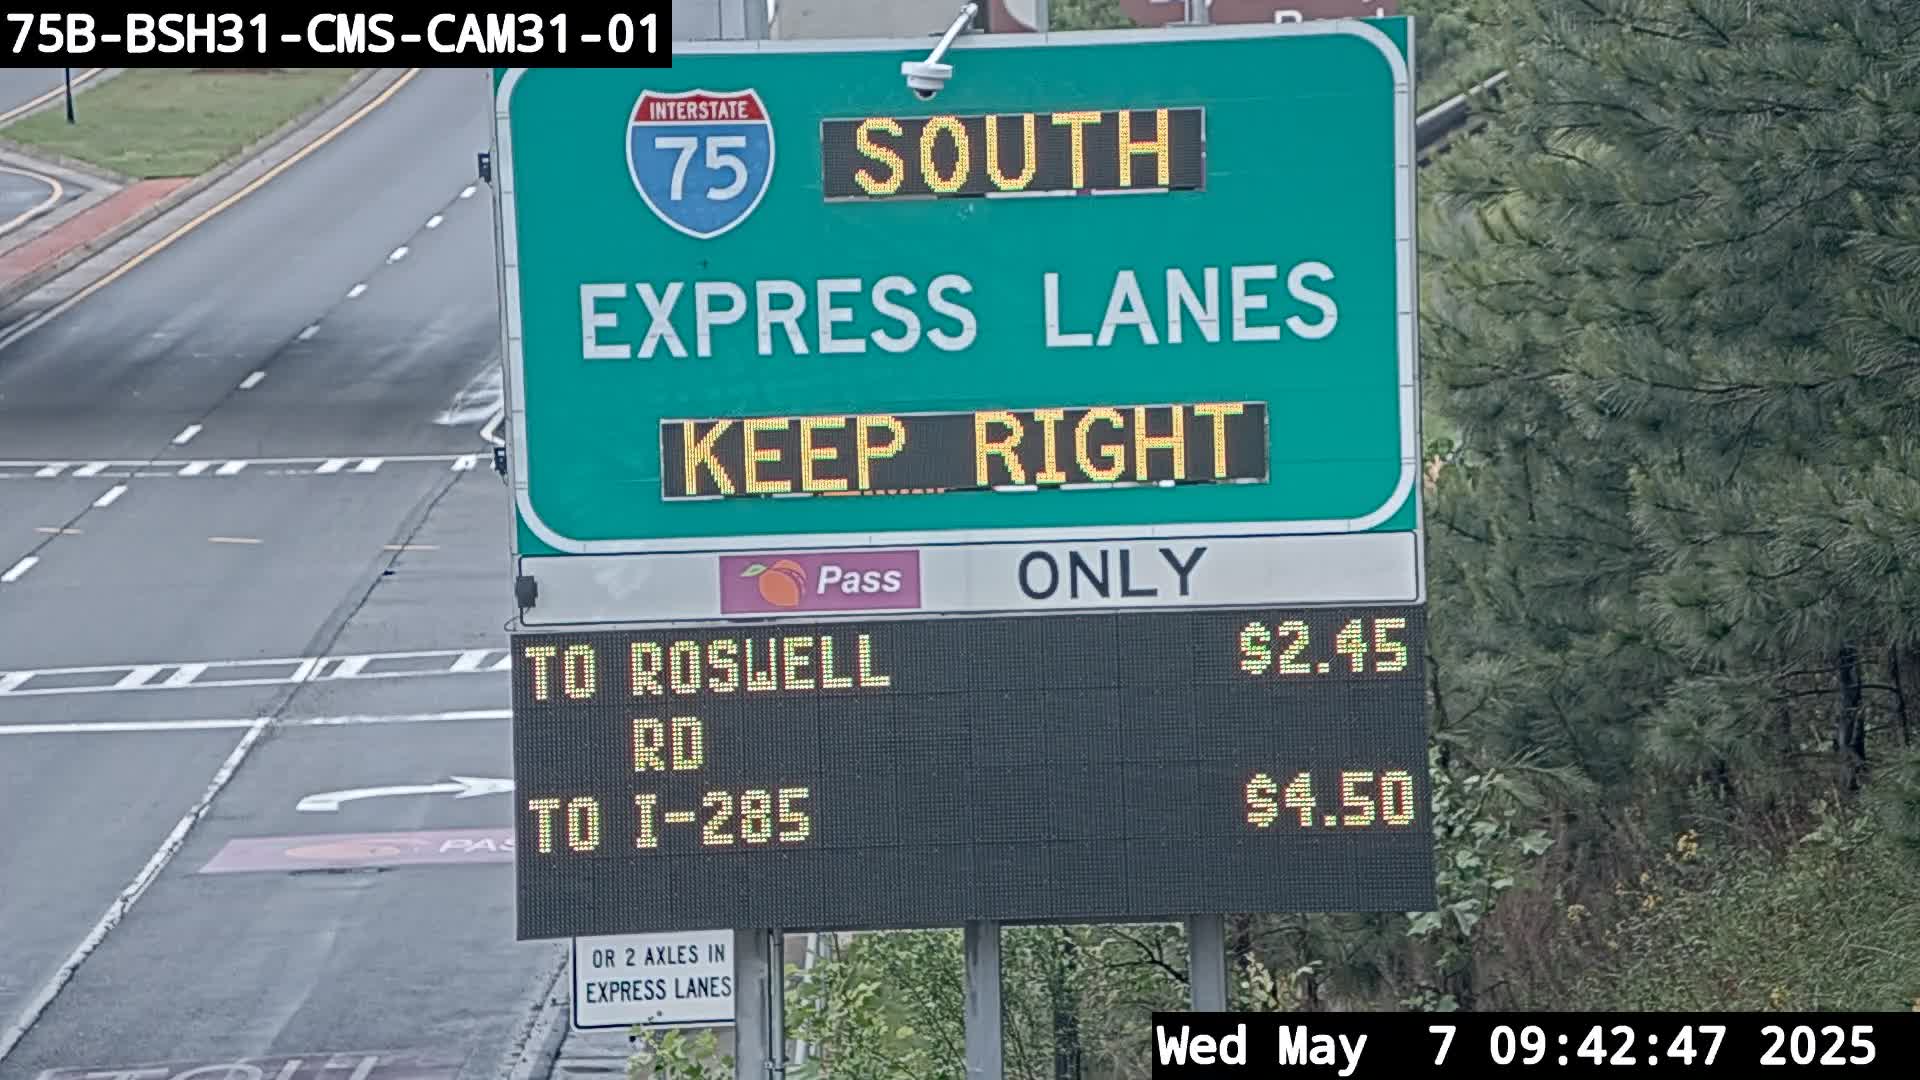 75B-BSH31-CMS-CAM31-01
INTERSTATE
75
SOUTH
EXPRESS LANES
KEEP RIGHT
Pass
ONLY
TO ROSWELL $2.45
RD
TO I-285 $4.50
OR 2 AXLES IN
EXPRESS LANES
Wed May 7 09:42:47 2025